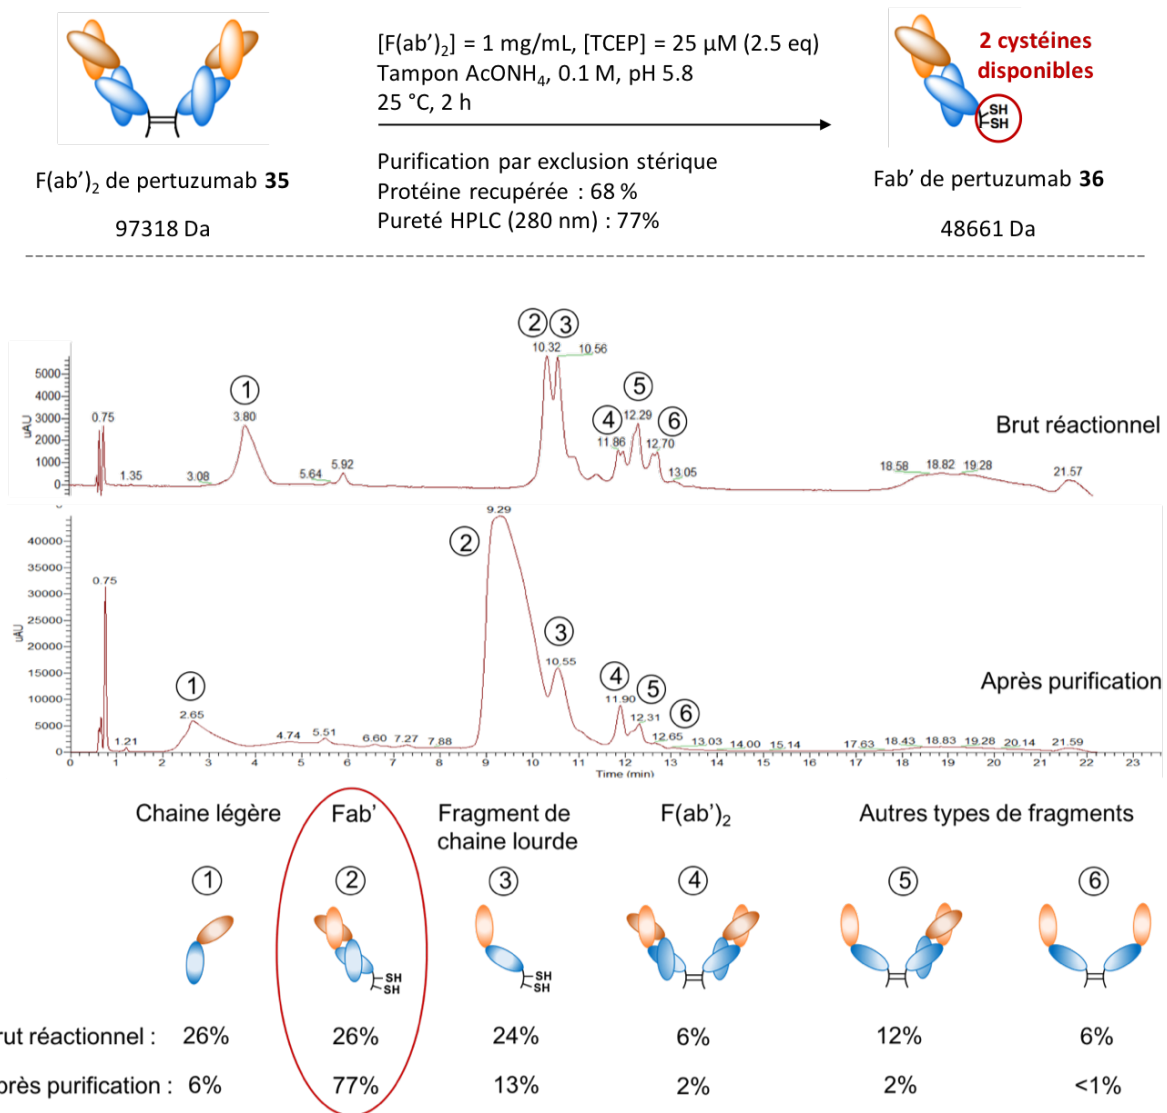 [F(ab’)2] = 1 mg/mL, [TCEP] = 25 µM (2.5 eq)
Tampon AcONH4, 0.1 M, pH 5.8
25 °C, 2 h
Purification par exclusion stérique
Protéine recupérée : 68 %
Pureté HPLC (280 nm) : 77%
F(ab’)2 de pertuzumab 35
97318 Da
2 cystéines
disponibles
SH
SH
Fab’ de pertuzumab 36
48661 Da
2 3
10.32 10.56
1 5
4 6
0.75 3.80 12.29
11.86 12.70
Brut réactionnel
1.35 3.08 5.64 5.92 13.05 18.58 18.82 19.28 21.57
5000
4000
3000
2000
1000
0
uAU
9.29
2
0.75
3
10.55
1 4 5 6
2.65 11.90 12.31
Après purification
1.21 4.74 5.51 6.60 7.27 7.88 12.65 13.03 14.00 15.14 17.63 18.43 18.83 19.28 20.14 21.59
40000
35000
30000
25000
20000
15000
10000
5000
0
uAU
0 1 2 3 4 5 6 7 8 9 10 11 12 13 14 15 16 17 18 19 20 21 22 23
Time (min)
Chaine légère Fab’ Fragment de F(ab’)2 Autres types de fragments
chaine lourde
1 2 3 4 5 6
SH SH
SH SH
rut réactionnel : 26% 26% 24% 6% 12% 6%
près purification : 6% 77% 13% 2% 2% <1%